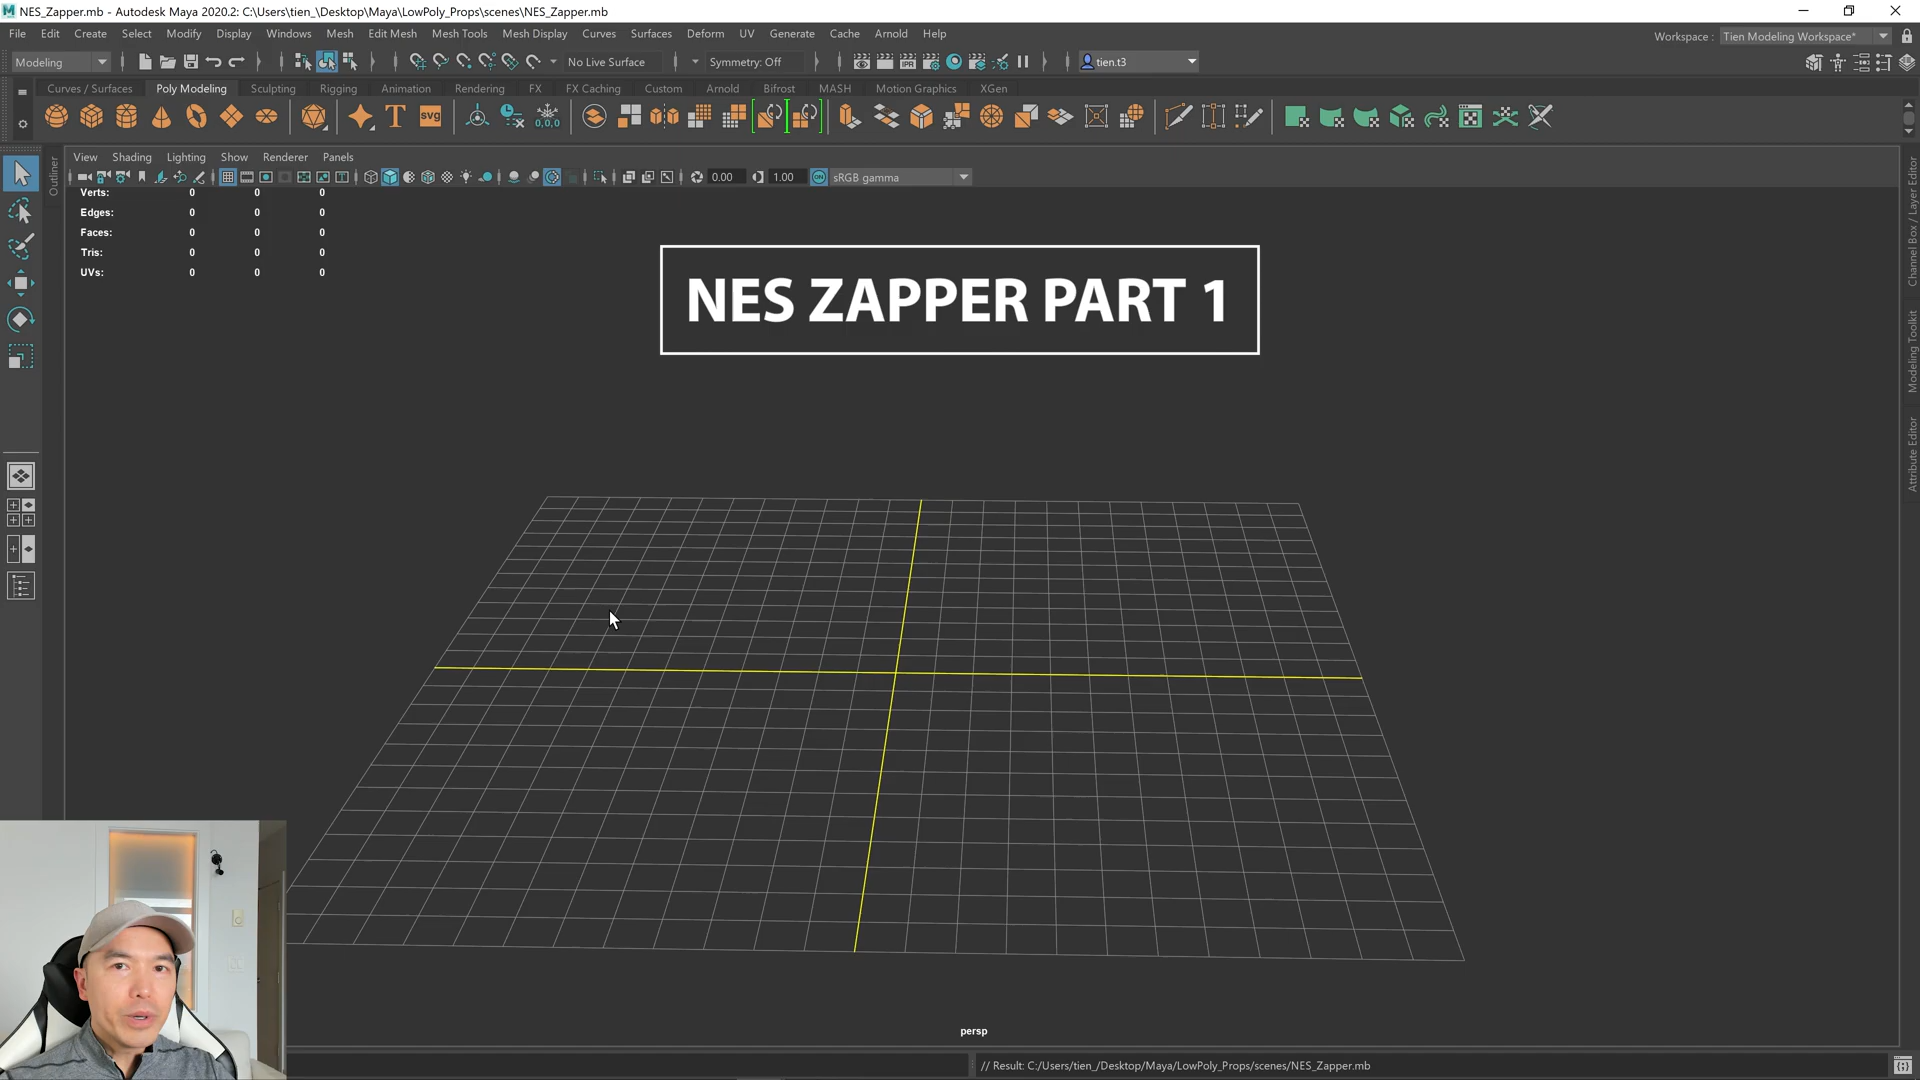 NES_Zapper.mb - Autodesk Maya 2020.2: C:\Users\tien_\Desktop\Maya\LowPoly_Props\scenes\NES_Zapper.mb
File Edit Create Select Modify Display Windows Mesh Edit Mesh Mesh Tools Mesh Display Curves Surfaces Deform UV Generate Cache Arnold Help
Workspace : Tien Modeling Workspace*
Modeling No Live Surface Symmetry: Off tien.t3
Curves / Surfaces Poly Modeling Sculpting Rigging Animation Rendering FX FX Caching Custom Arnold Bifrost MASH Motion Graphics XGen
T svg 0,0,0
View Shading Lighting Show Renderer Panels
0.00 1.00 ON sRGB gamma
Outliner
Verts: 0 0 0
Edges: 0 0 0
Faces: 0 0 0
Tris: 0 0 0
UVs: 0 0 0
NES ZAPPER PART 1
Channel Box / Layer Editor
Modeling Toolkit
Attribute Editor
persp
// Result: C:/Users/tien_/Desktop/Maya/LowPoly_Props/scenes/NES_Zapper.mb